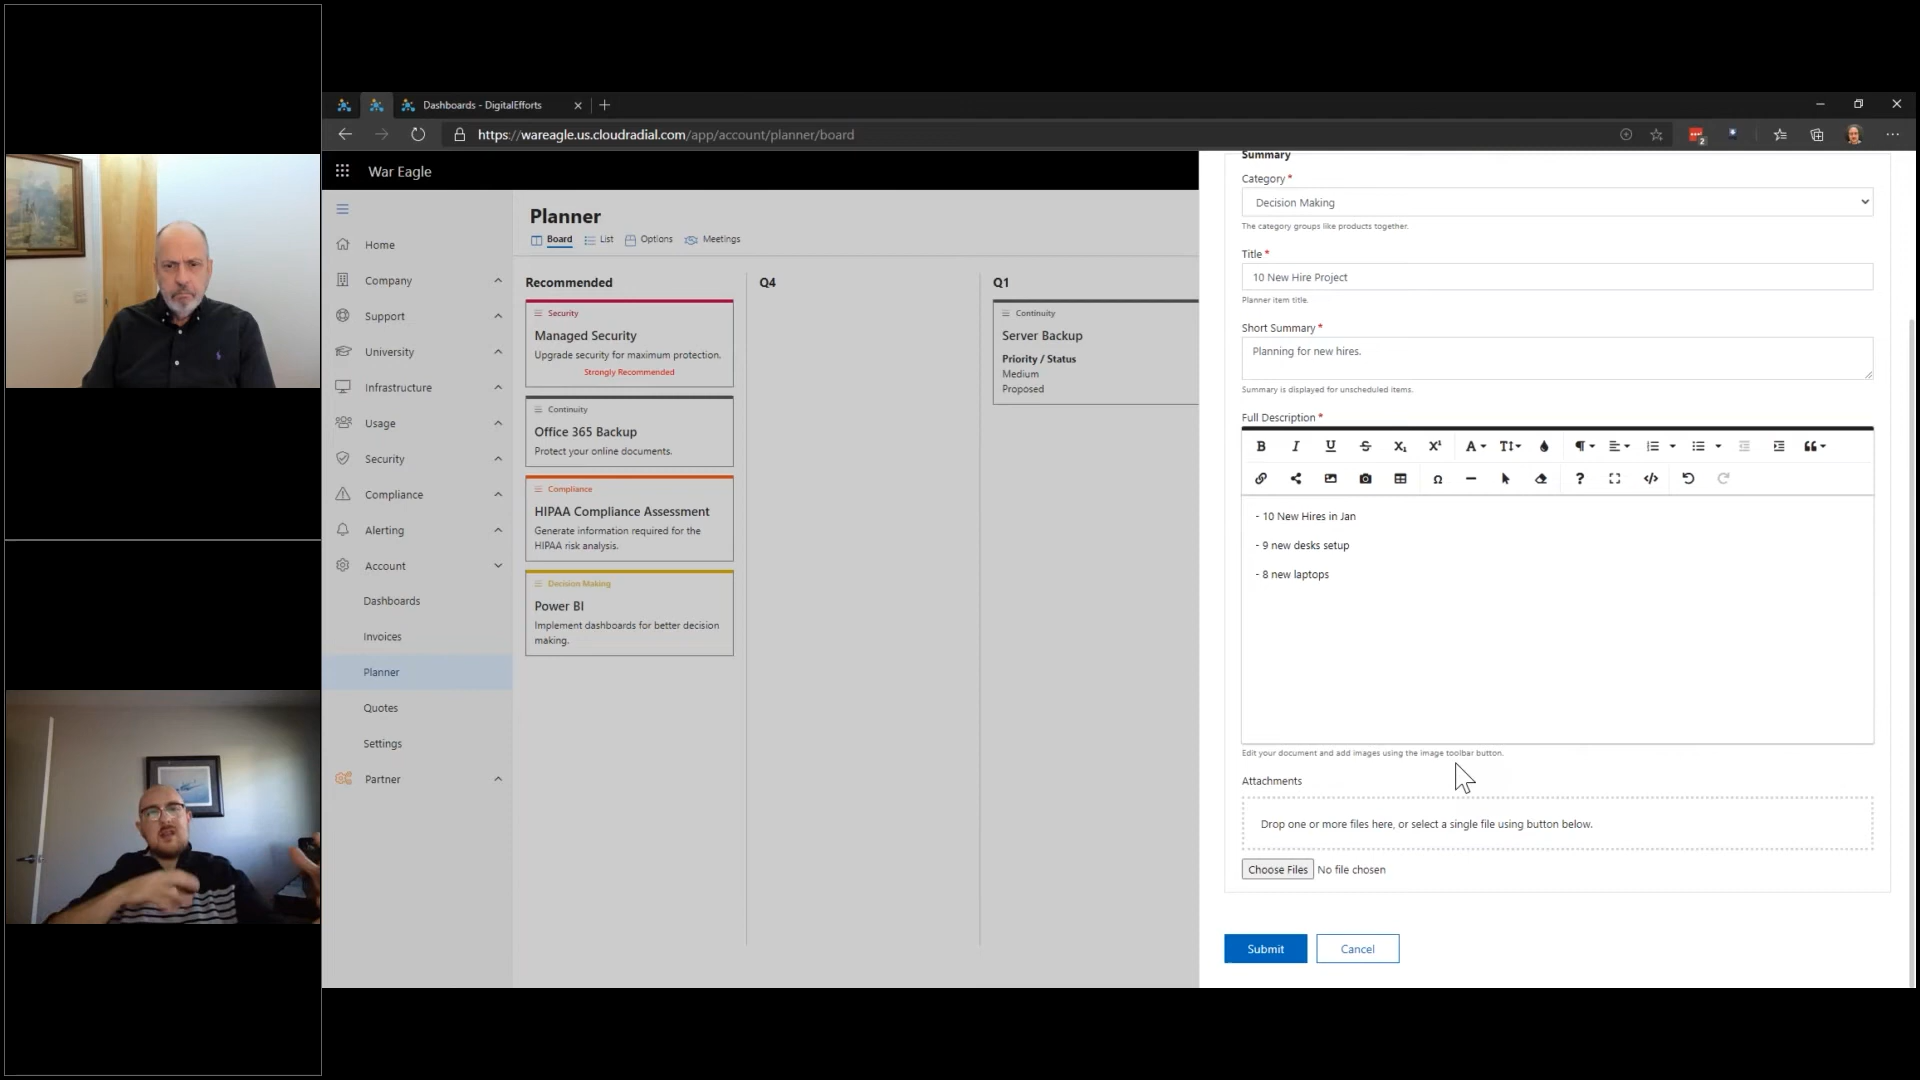 Dashboards - DigitalEfforts
https://wareagle.us.cloudradial.com/app/account/planner/board
2
War Eagle
Home
Company
Support
University
Infrastructure
Usage
Security
Compliance
Alerting
Account
Dashboards
Invoices
Planner
Quotes
Settings
Partner
Planner
Board
List
Options
Meetings
Recommended
Security
Managed Security
Upgrade security for maximum protection.
Strongly Recommended
Continuity
Office 365 Backup
Protect your online documents.
Compliance
HIPAA Compliance Assessment
Generate information required for the
HIPAA risk analysis.
Decision Making
Power BI
Implement dashboards for better decision
making.
Q4
Q1
Continuity
Server Backup
Priority / Status
Medium
Proposed
Summary
Category *
Decision Making
The category groups like products together.
Title *
10 New Hire Project
Planner item title.
Short Summary *
Planning for new hires.
Summary is displayed for unscheduled items.
Full Description *
- 10 New Hires in Jan
- 9 new desks setup
- 8 new laptops
Edit your document and add images using the image toolbar button.
Attachments
Drop one or more files here, or select a single file using button below.
Choose Files No file chosen
Submit
Cancel